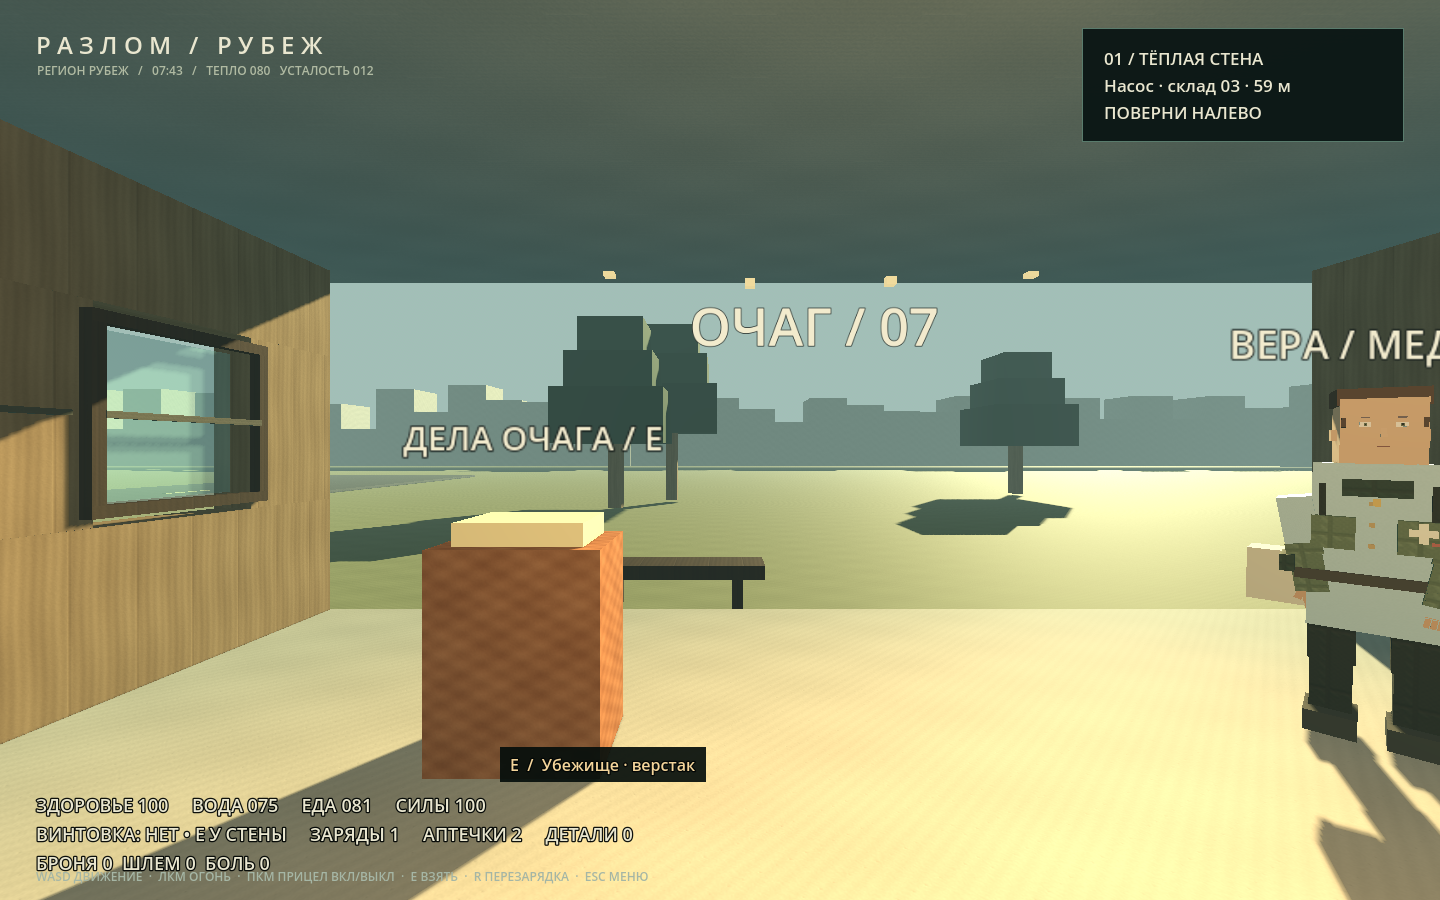 РАЗЛОМ / РУБЕЖ
РЕГИОН РУБЕЖ / 07:43 / ТЕПЛО 080 УСТАЛОСТЬ 012
01 / ТЁПЛАЯ СТЕНА
Насос · склад 03 · 59 м
ПОВЕРНИ НАЛЕВО
ОЧАГ / 07
ВЕРА / МЕД
ДЕЛА ОЧАГА / E
E / Убежище · верстак
ЗДОРОВЬЕ 100 ВОДА 075 ЕДА 081 СИЛЫ 100
ВИНТОВКА: НЕТ • E У СТЕНЫ ЗАРЯДЫ 1 АПТЕЧКИ 2 ДЕТАЛИ 0
БРОНЯ 0 ШЛЕМ 0 БОЛЬ 0
WASD ДВИЖЕНИЕ · ЛКМ ОГОНЬ · ПКМ ПРИЦЕЛ ВКЛ/ВЫКЛ · E ВЗЯТЬ · R ПЕРЕЗАРЯДКА · ESC МЕНЮ